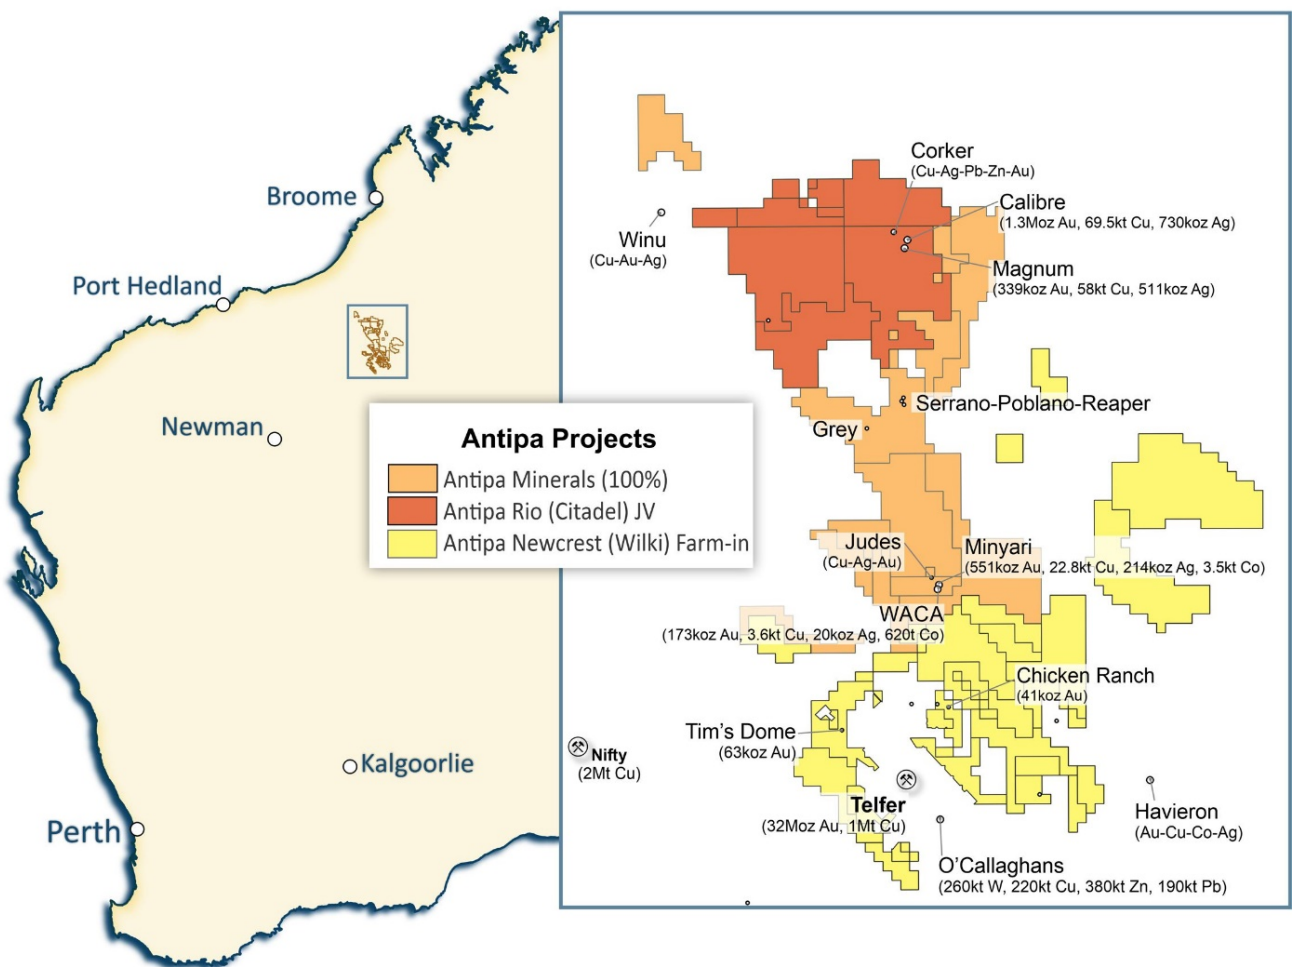 Broome
Port Hedland
Newman
Kalgoorlie
Perth
Antipa Projects
Antipa Minerals (100%)
Antipa Rio (Citadel) JV
Antipa Newcrest (Wilki) Farm-in
Corker
(Cu-Ag-Pb-Zn-Au)
Calibre
(1.3Moz Au, 69.5kt Cu, 730koz Ag)
Winu
(Cu-Au-Ag)
Magnum
(339koz Au, 58kt Cu, 511koz Ag)
Serrano-Poblano-Reaper
Grey
Judes
(Cu-Ag-Au)
Minyari
(551koz Au, 22.8kt Cu, 214koz Ag, 3.5kt Co)
WACA
(173koz Au, 3.6kt Cu, 20koz Ag, 620t Co)
Chicken Ranch
(41koz Au)
Tim's Dome
(63koz Au)
Nifty
(2Mt Cu)
Telfer
(32Moz Au, 1Mt Cu)
Havieron
(Au-Cu-Co-Ag)
O'Callaghans
(260kt W, 220kt Cu, 380kt Zn, 190kt Pb)